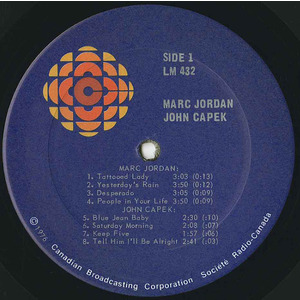 SIDE 1
LM 432
MARC JORDAN
JOHN CAPEK
MARC JORDAN:
1. Tattooed Lady 3:03 (0:13)
2. Yesterday's Rain 3:50 (0:12)
3. Desperado 3:05 (0:09)
4. People in Your Life 3:50 (0:09)
JOHN CAPEK:
5. Blue Jean Baby 2:30 (:10)
6. Saturday Morning 2:08 (:07)
7. Keep Five 1:57 (:06)
8. Tell Him I'll Be Alright 2:41 (:03)
©1976 Canadian Broadcasting Corporation Société Radio-Canada